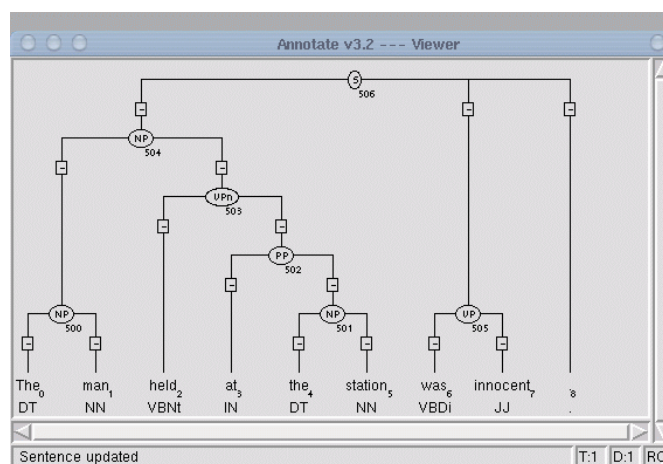 Annotate v3.2 --- Viewer
S
506
NP
504
VPn
503
PP
502
NP
500
NP
501
VP
505
The0 man1 held2 at3 the4 station5 was6 innocent7 .8
DT NN VBNt IN DT NN VBDi JJ .
Sentence updated T:1 D:1 RO